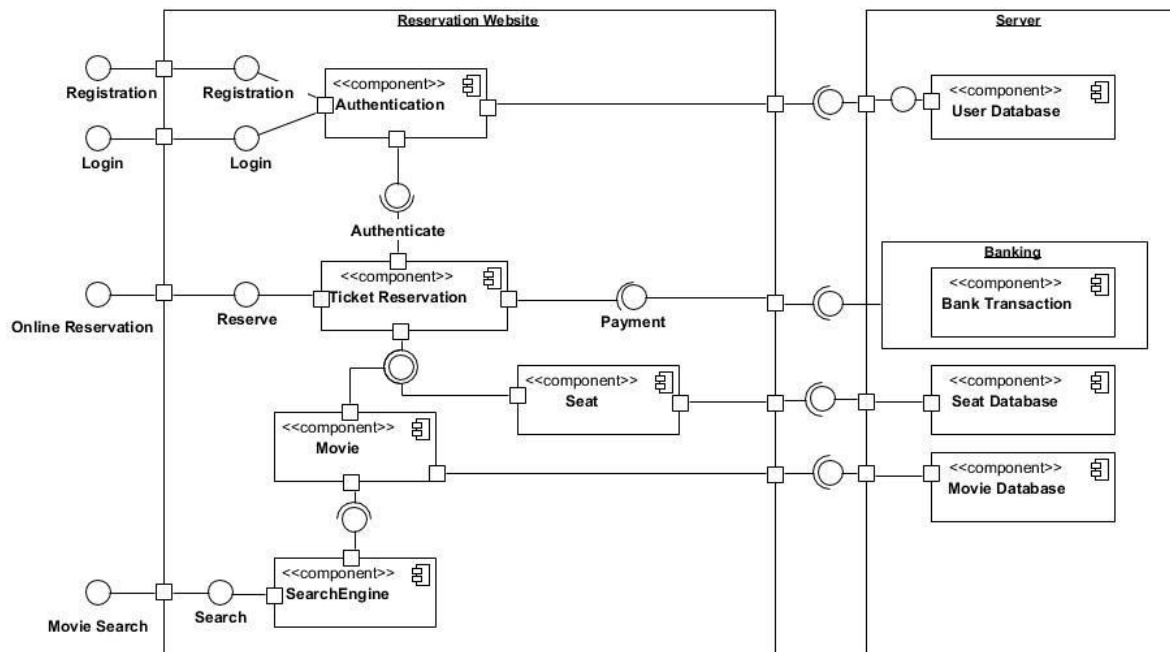 Reservation Website
Server
Registration
Registration
<<component>>
Authentication
<<component>>
User Database
Login
Login
Authenticate
Banking
<<component>>
Ticket Reservation
<<component>>
Bank Transaction
Online Reservation
Reserve
Payment
<<component>>
Seat
<<component>>
Seat Database
<<component>>
Movie
<<component>>
Movie Database
<<component>>
SearchEngine
Movie Search
Search